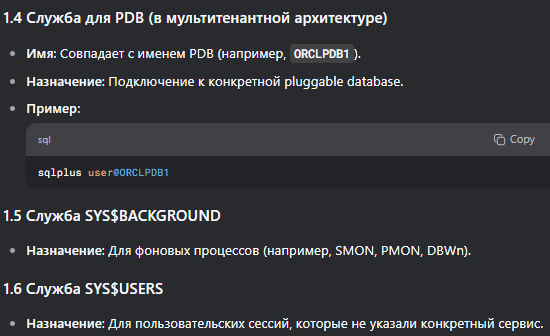 1.4 Служба для PDB (в мультитенантной архитектуре)
Имя: Совпадает с именем PDB (например, ORCLPDB1).
Назначение: Подключение к конкретной pluggable database.
Пример:
sql Copy
sqlplus user@ORCLPDB1
1.5 Служба SYS$BACKGROUND
Назначение: Для фоновых процессов (например, SMON, PMON, DBWn).
1.6 Служба SYS$USERS
Назначение: Для пользовательских сессий, которые не указали конкретный сервис.